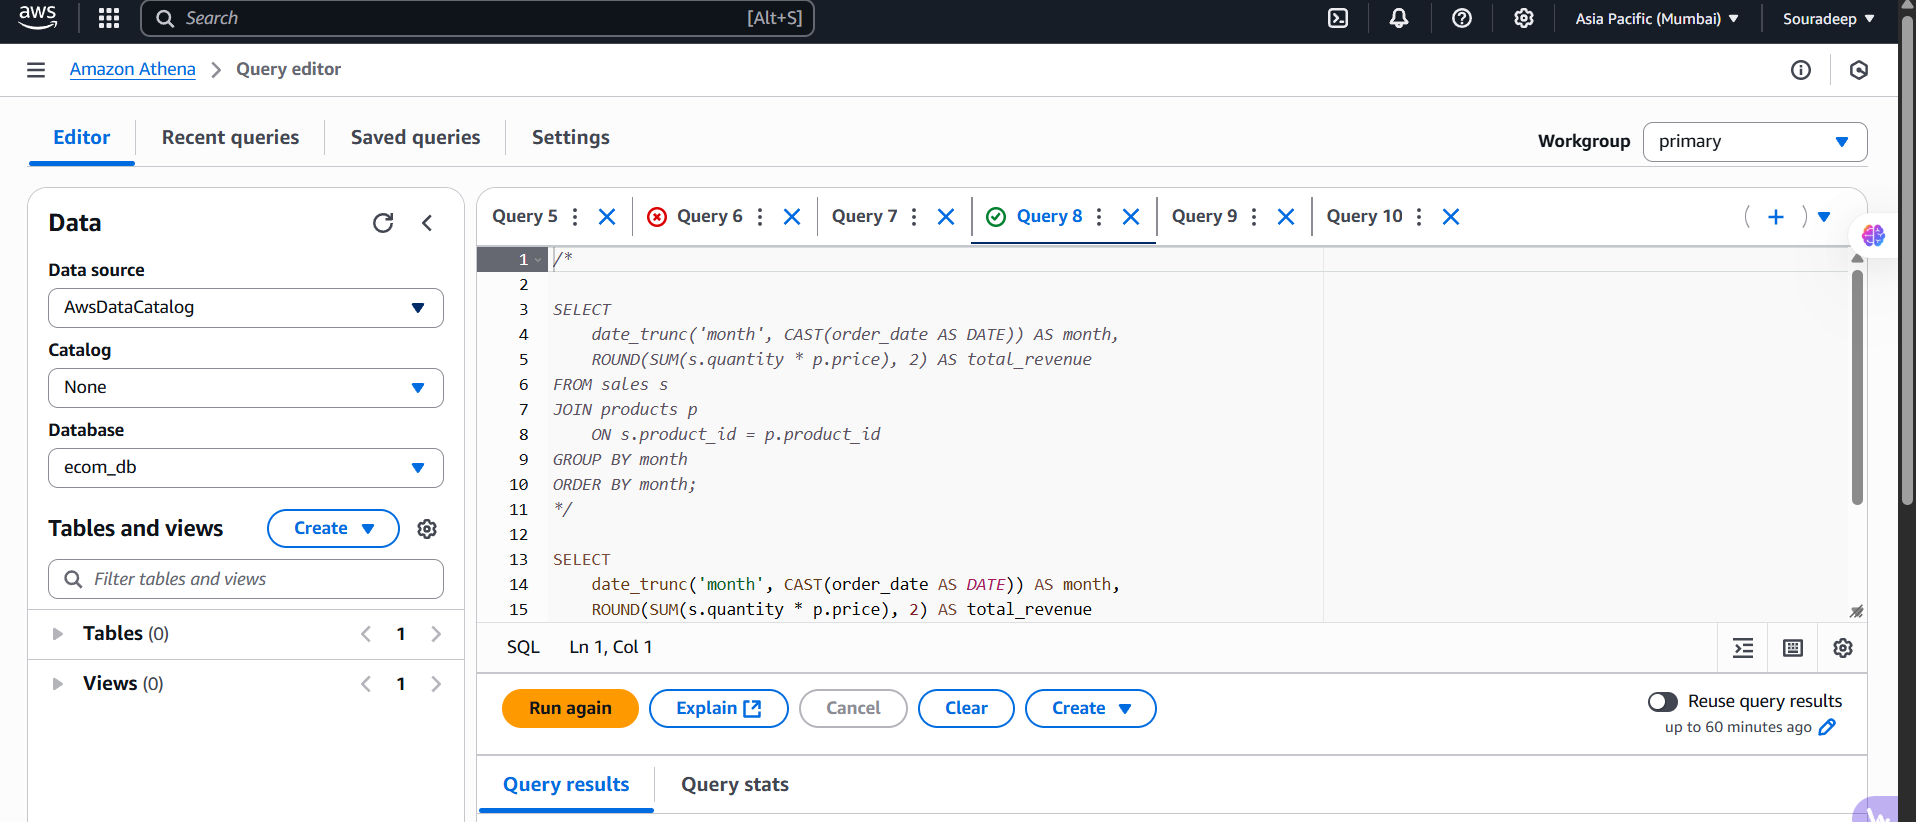 aws
Search [Alt+S]
Asia Pacific (Mumbai)
Souradeep
Amazon Athena
Query editor
Editor
Recent queries
Saved queries
Settings
Workgroup
primary
Data
Data source
AwsDataCatalog
Catalog
None
Database
ecom_db
Tables and views
Create
Filter tables and views
Tables (0)
1
Views (0)
1
Query 5
Query 6
Query 7
Query 8
Query 9
Query 10
1 /*
2
3 SELECT
4     date_trunc('month', CAST(order_date AS DATE)) AS month,
5     ROUND(SUM(s.quantity * p.price), 2) AS total_revenue
6 FROM sales s
7 JOIN products p
8     ON s.product_id = p.product_id
9 GROUP BY month
10 ORDER BY month;
11 */
12
13 SELECT
14     date_trunc('month', CAST(order_date AS DATE)) AS month,
15     ROUND(SUM(s.quantity * p.price), 2) AS total_revenue
SQL
Ln 1, Col 1
Run again
Explain
Cancel
Clear
Create
Reuse query results
up to 60 minutes ago
Query results
Query stats